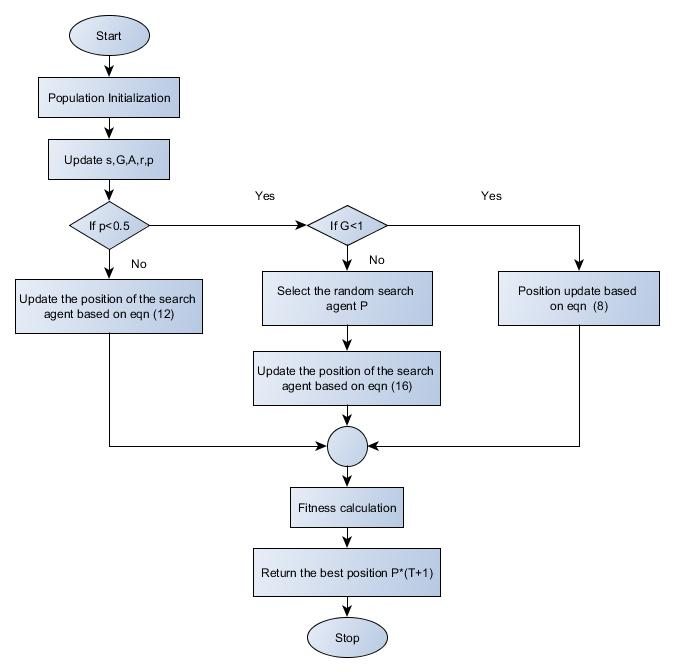 Start
Population Initialization
Update s,G,A,r,p
If p<0.5
Yes
If G<1
Yes
No
Update the position of the search
agent based on eqn (12)
No
Select the random search
agent P
Position update based
on eqn (8)
Update the position of the search
agent based on eqn (16)
Fitness calculation
Return the best position P*(T+1)
Stop